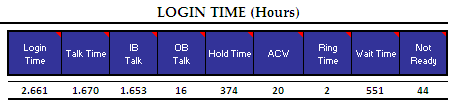 LOGIN TIME (Hours)
Login Time Talk Time IB Talk OB Talk Hold Time ACW Ring Time Wait Time Not Ready
2.661 1.670 1.653 16 374 20 2 551 44